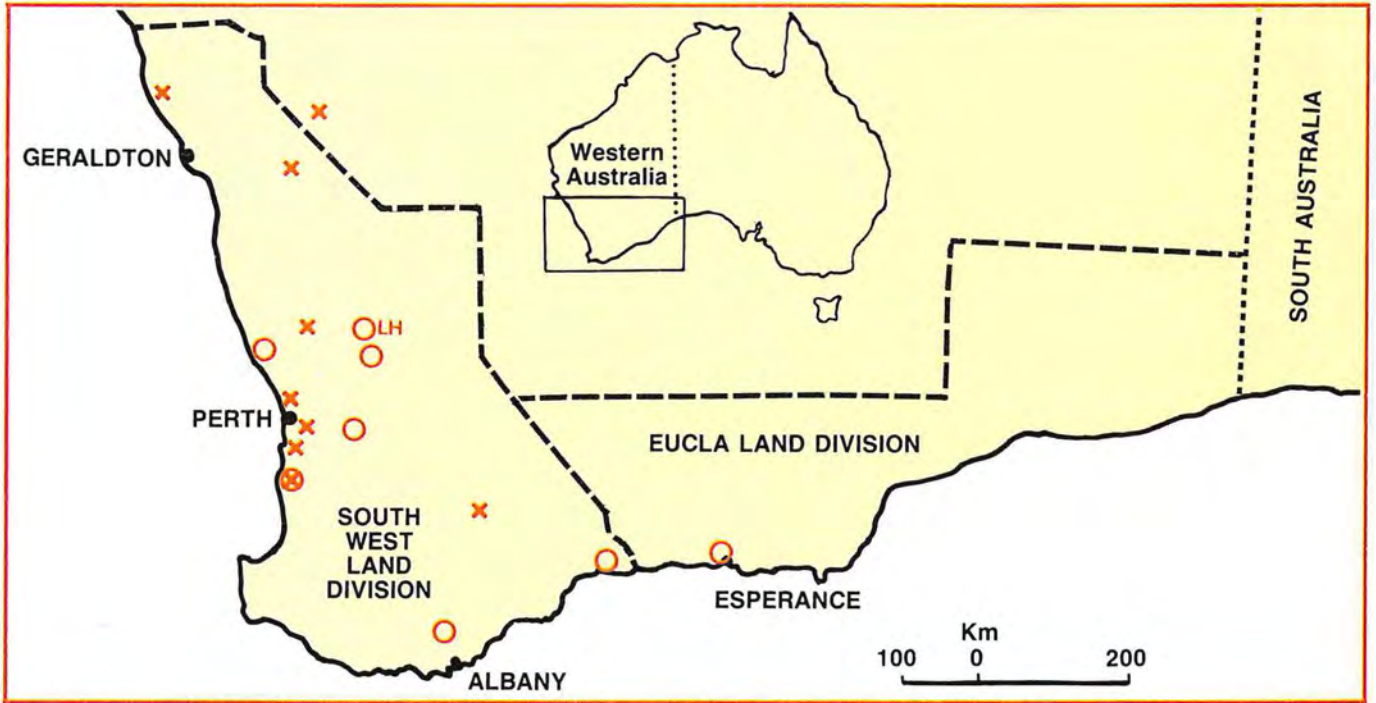 GERALDTON
Western
Australia
SOUTH AUSTRALIA
LH
PERTH
EUCLA LAND DIVISION
SOUTH
WEST
LAND
DIVISION
ESPERANCE
Km
100 0 200
ALBANY